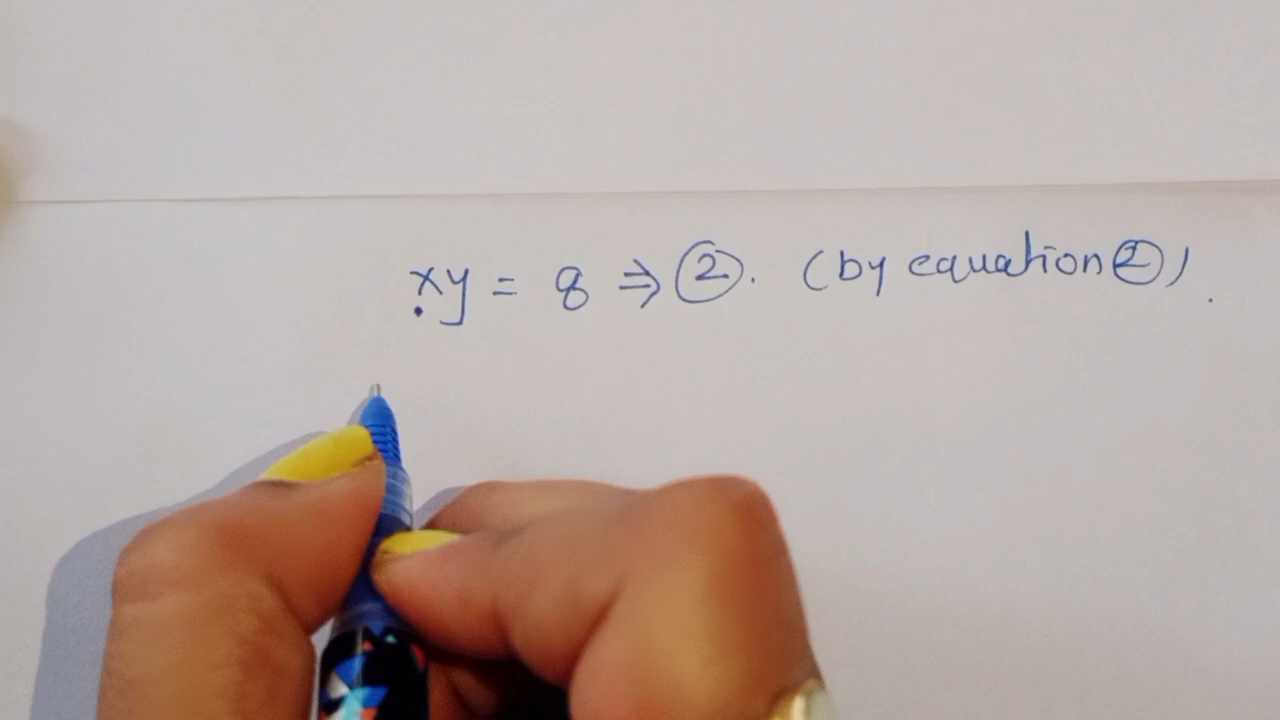 xy = 8 ⇒ ②. (by equation ②).